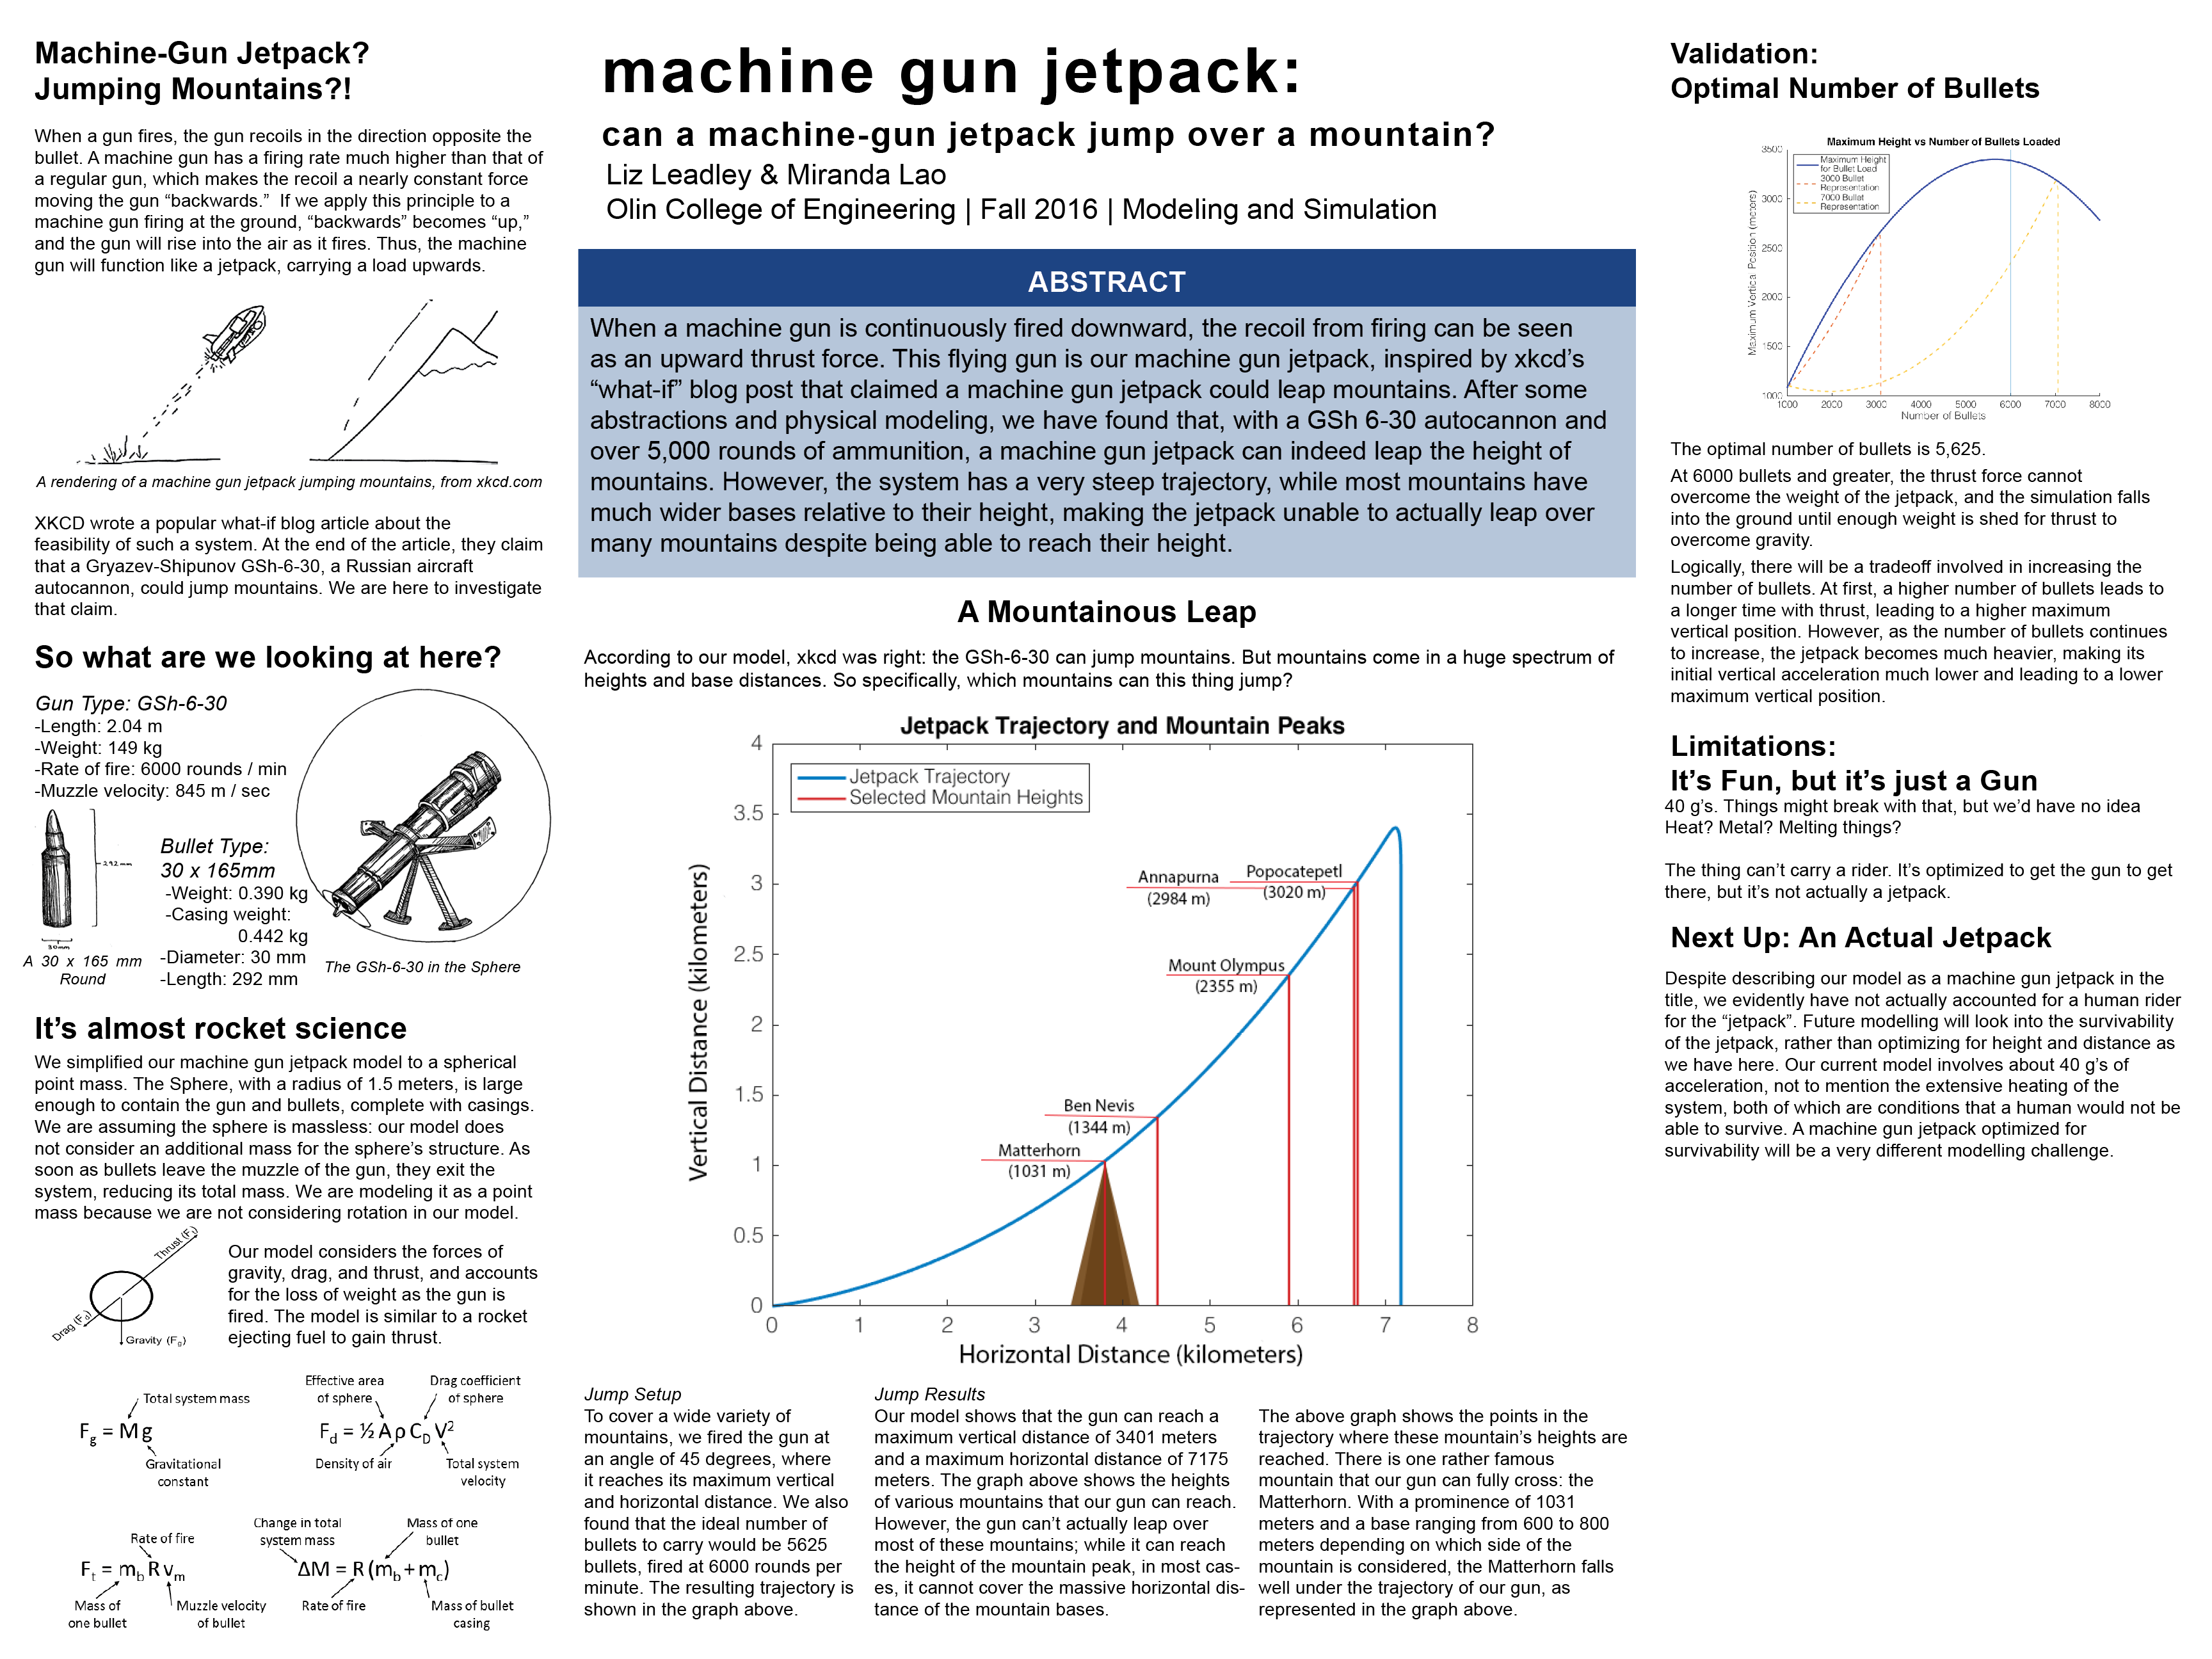 Machine-Gun Jetpack?
Jumping Mountains?!
When a gun fires, the gun recoils in the direction opposite the
bullet. A machine gun has a firing rate much higher than that of
a regular gun, which makes the recoil a nearly constant force
moving the gun “backwards.”  If we apply this principle to a
machine gun firing at the ground, “backwards” becomes “up,”
and the gun will rise into the air as it fires. Thus, the machine
gun will function like a jetpack, carrying a load upwards.
A rendering of a machine gun jetpack jumping mountains, from xkcd.com
XKCD wrote a popular what-if blog article about the
feasibility of such a system. At the end of the article, they claim
that a Gryazev-Shipunov GSh-6-30, a Russian aircraft
autocannon, could jump mountains. We are here to investigate
that claim.
So what are we looking at here?
Gun Type: GSh-6-30
-Length: 2.04 m
-Weight: 149 kg
-Rate of fire: 6000 rounds / min
-Muzzle velocity: 845 m / sec
292 mm
30mm
A 30 x 165 mm
Round
Bullet Type:
30 x 165mm
-Weight: 0.390 kg
-Casing weight:
0.442 kg
-Diameter: 30 mm
-Length: 292 mm
The GSh-6-30 in the Sphere
It’s almost rocket science
We simplified our machine gun jetpack model to a spherical
point mass. The Sphere, with a radius of 1.5 meters, is large
enough to contain the gun and bullets, complete with casings.
We are assuming the sphere is massless: our model does
not consider an additional mass for the sphere’s structure. As
soon as bullets leave the muzzle of the gun, they exit the
system, reducing its total mass. We are modeling it as a point
mass because we are not considering rotation in our model.
Thrust (Ft)
Drag (Fd)
Gravity (Fg)
Our model considers the forces of
gravity, drag, and thrust, and accounts
for the loss of weight as the gun is
fired. The model is similar to a rocket
ejecting fuel to gain thrust.
Total system mass
Fg = Mg
Gravitational
constant
Effective area
of sphere
Drag coefficient
of sphere
Fd = ½ A ρ CD V²
Density of air
Total system
velocity
Rate of fire
Ft = mb R vm
Mass of
one bullet
Muzzle velocity
of bullet
Change in total
system mass
Mass of one
bullet
ΔM = R (mb + mc)
Rate of fire
Mass of bullet
casing
machine gun jetpack:
can a machine-gun jetpack jump over a mountain?
Liz Leadley & Miranda Lao
Olin College of Engineering | Fall 2016 | Modeling and Simulation
ABSTRACT
When a machine gun is continuously fired downward, the recoil from firing can be seen
as an upward thrust force. This flying gun is our machine gun jetpack, inspired by xkcd’s
“what-if” blog post that claimed a machine gun jetpack could leap mountains. After some
abstractions and physical modeling, we have found that, with a GSh 6-30 autocannon and
over 5,000 rounds of ammunition, a machine gun jetpack can indeed leap the height of
mountains. However, the system has a very steep trajectory, while most mountains have
much wider bases relative to their height, making the jetpack unable to actually leap over
many mountains despite being able to reach their height.
A Mountainous Leap
According to our model, xkcd was right: the GSh-6-30 can jump mountains. But mountains come in a huge spectrum of
heights and base distances. So specifically, which mountains can this thing jump?
Jetpack Trajectory and Mountain Peaks
Jetpack Trajectory
Selected Mountain Heights
Vertical Distance (kilometers)
4
3.5
3
2.5
2
1.5
1
0.5
0
Annapurna
(2984 m)
Popocatepetl
(3020 m)
Mount Olympus
(2355 m)
Ben Nevis
(1344 m)
Matterhorn
(1031 m)
0 1 2 3 4 5 6 7 8
Horizontal Distance (kilometers)
Jump Setup
To cover a wide variety of
mountains, we fired the gun at
an angle of 45 degrees, where
it reaches its maximum vertical
and horizontal distance. We also
found that the ideal number of
bullets to carry would be 5625
bullets, fired at 6000 rounds per
minute. The resulting trajectory is
shown in the graph above.
Jump Results
Our model shows that the gun can reach a
maximum vertical distance of 3401 meters
and a maximum horizontal distance of 7175
meters. The graph above shows the heights
of various mountains that our gun can reach.
However, the gun can’t actually leap over
most of these mountains; while it can reach
the height of the mountain peak, in most cas-
es, it cannot cover the massive horizontal dis-
tance of the mountain bases.
The above graph shows the points in the
trajectory where these mountain’s heights are
reached. There is one rather famous
mountain that our gun can fully cross: the
Matterhorn. With a prominence of 1031
meters and a base ranging from 600 to 800
meters depending on which side of the
mountain is considered, the Matterhorn falls
well under the trajectory of our gun, as
represented in the graph above.
Validation:
Optimal Number of Bullets
Maximum Height vs Number of Bullets Loaded
Maximum Height
for Bullet Load
3000 Bullet
Representation
7000 Bullet
Representation
Maximum Vertical Position (meters)
3500
3000
2500
2000
1500
1000
1000 2000 3000 4000 5000 6000 7000 8000
Number of Bullets
The optimal number of bullets is 5,625.
At 6000 bullets and greater, the thrust force cannot
overcome the weight of the jetpack, and the simulation falls
into the ground until enough weight is shed for thrust to
overcome gravity.
Logically, there will be a tradeoff involved in increasing the
number of bullets. At first, a higher number of bullets leads to
a longer time with thrust, leading to a higher maximum
vertical position. However, as the number of bullets continues
to increase, the jetpack becomes much heavier, making its
initial vertical acceleration much lower and leading to a lower
maximum vertical position.
Limitations:
It’s Fun, but it’s just a Gun
40 g’s. Things might break with that, but we’d have no idea
Heat? Metal? Melting things?
The thing can’t carry a rider. It’s optimized to get the gun to get
there, but it’s not actually a jetpack.
Next Up: An Actual Jetpack
Despite describing our model as a machine gun jetpack in the
title, we evidently have not actually accounted for a human rider
for the “jetpack”. Future modelling will look into the survivability
of the jetpack, rather than optimizing for height and distance as
we have here. Our current model involves about 40 g’s of
acceleration, not to mention the extensive heating of the
system, both of which are conditions that a human would not be
able to survive. A machine gun jetpack optimized for
survivability will be a very different modelling challenge.